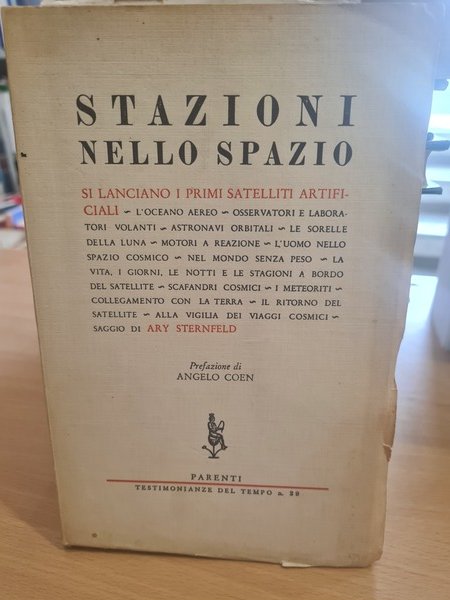 STAZIONI
NELLO SPAZIO
SI LANCIANO I PRIMI SATELLITI ARTIFI-
CIALI ~ L'OCEANO AEREO ~ OSSERVATORI E LABORA-
TORI VOLANTI ~ ASTRONAVI ORBITALI ~ LE SORELLE
DELLA LUNA ~ MOTORI A REAZIONE ~ L'UOMO NELLO
SPAZIO COSMICO ~ NEL MONDO SENZA PESO ~ LA
VITA, I GIORNI, LE NOTTI E LE STAGIONI A BORDO
DEL SATELLITE ~ SCAFANDRI COSMICI ~ I METEORITI ~
COLLEGAMENTO CON LA TERRA ~ IL RITORNO DEL
SATELLITE ~ ALLA VIGILIA DEI VIAGGI COSMICI ~
SAGGIO DI ARY STERNFELD
Prefazione di
ANGELO COEN
PARENTI
TESTIMONIANZE DEL TEMPO n. 39